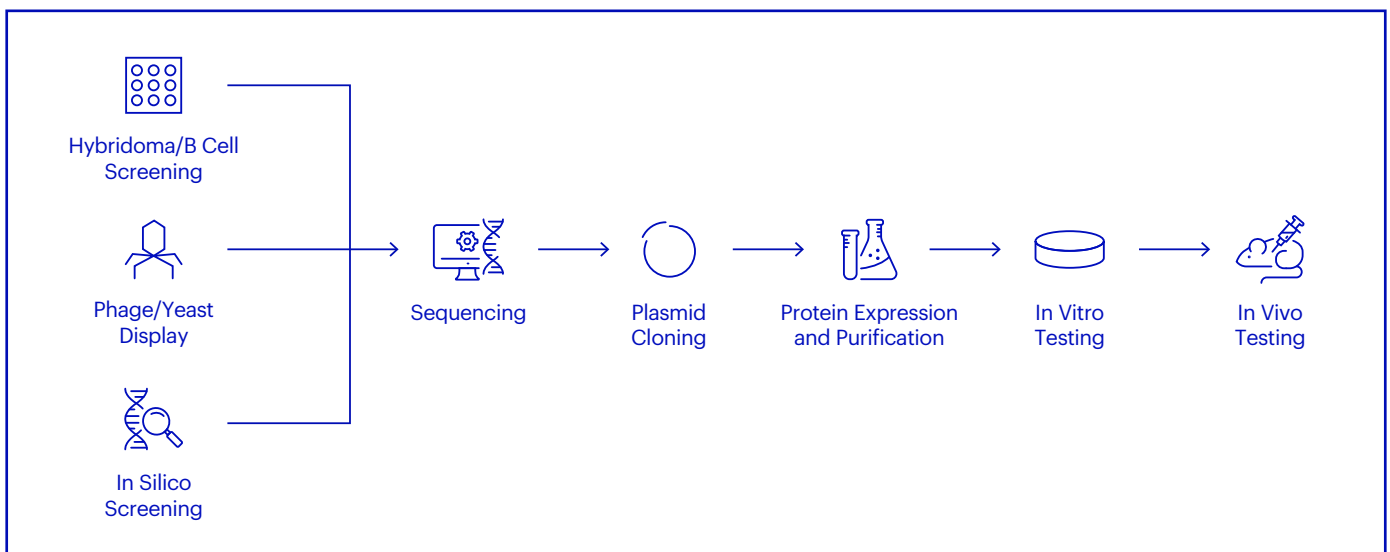 Hybridoma/B Cell
Screening
Phage/Yeast
Display
In Silico
Screening
Sequencing
Plasmid
Cloning
Protein Expression
and Purification
In Vitro
Testing
In Vivo
Testing